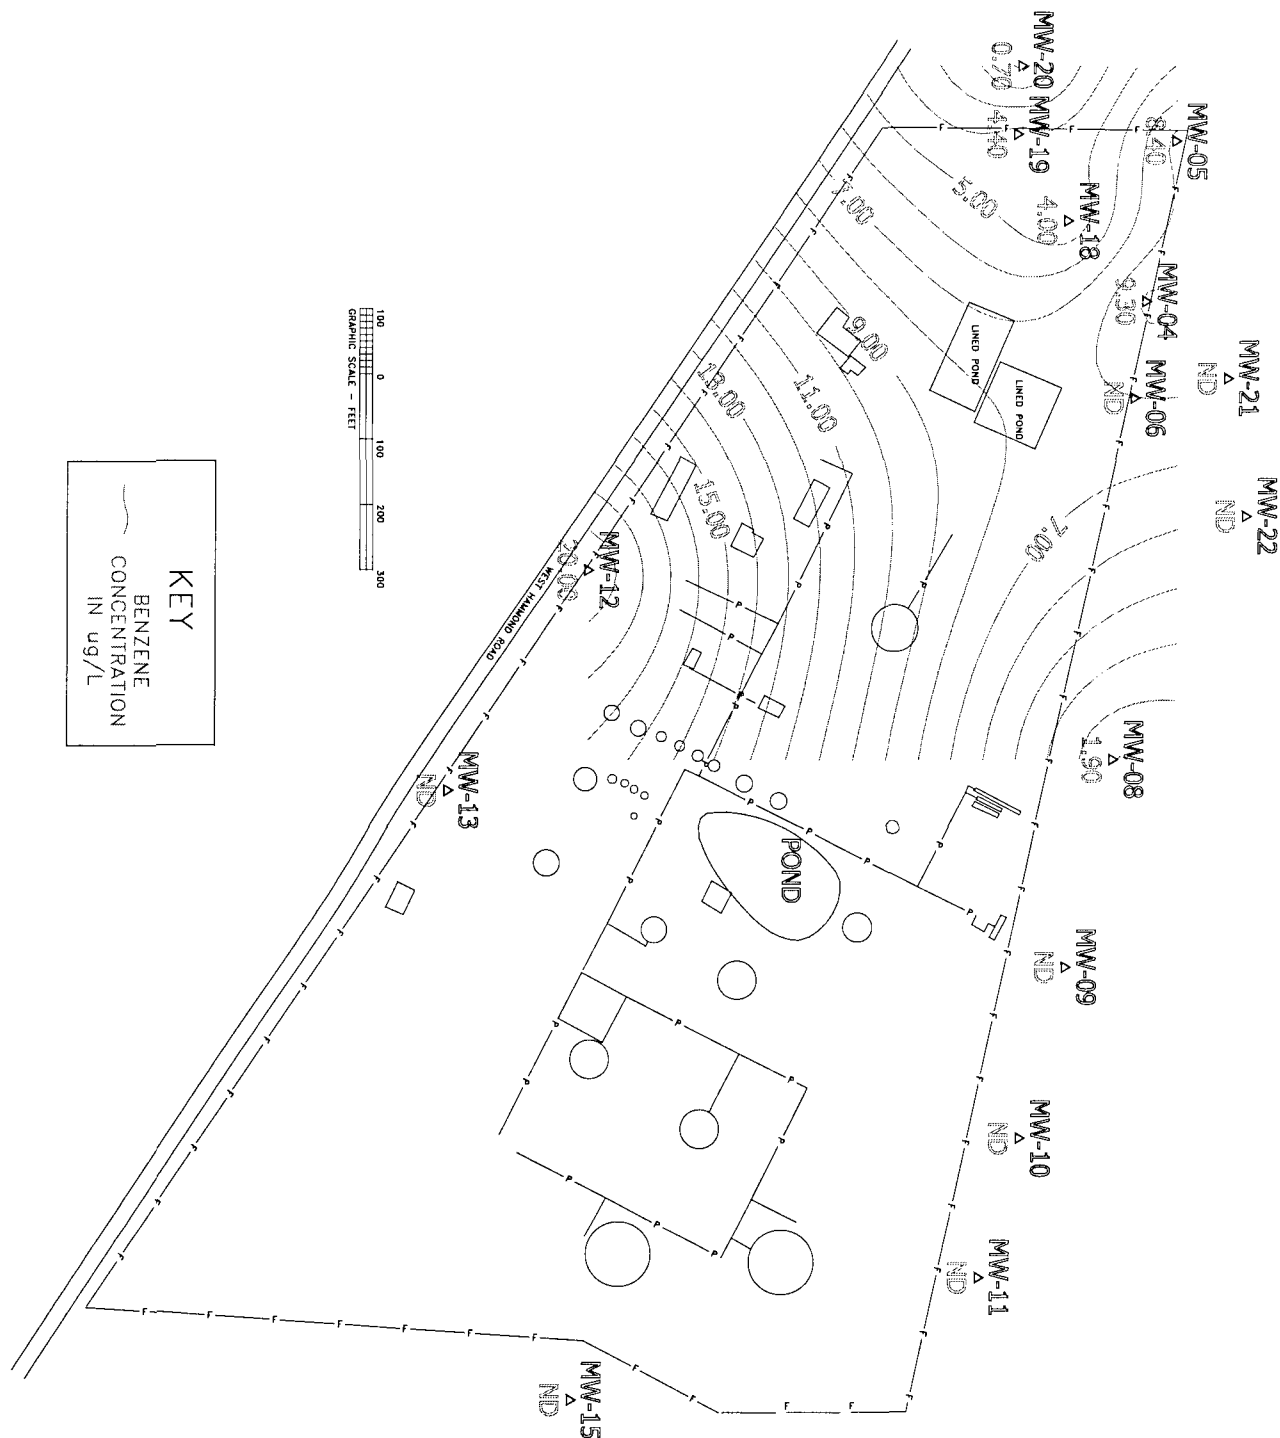 MW-20
0.70
MW-19
4.40
MW-05
8.40
MW-18
4.00
5.00
7.00
MW-04
9.30
MW-21
ND
MW-06
ND
LINED POND
LINED POND
9.00
11.00
13.00
15.00
MW-22
ND
7.00
MW-12
20.00
WEST HAMMOND ROAD
MW-08
1.90
MW-13
ND
POND
MW-09
ND
MW-10
ND
MW-11
ND
MW-15
ND
100 0 100 200 300
GRAPHIC SCALE - FEET
KEY
BENZENE
CONCENTRATION
IN ug/L